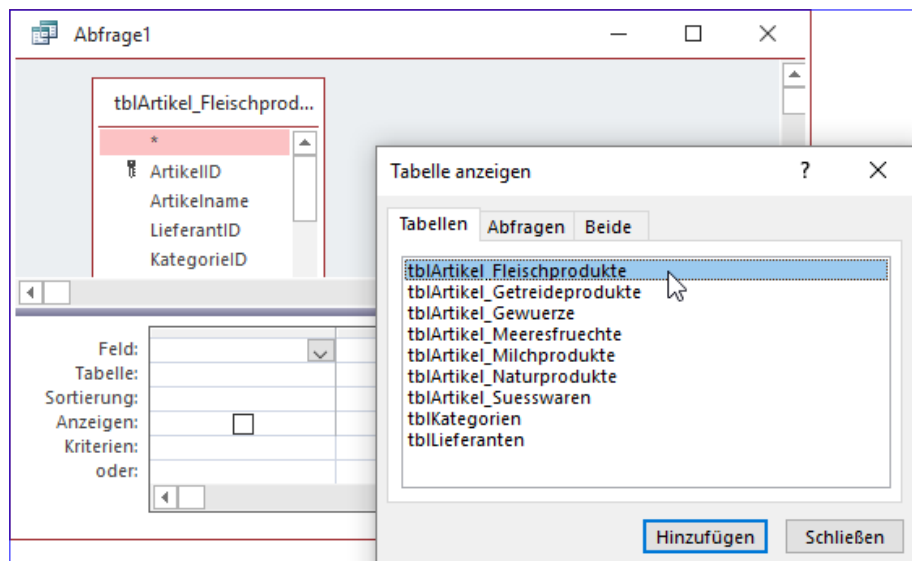 Abfrage1
tblArtikel_Fleischprod...
*
ArtikelID
Artikelname
LieferantID
KategorieID
Feld:
Tabelle:
Sortierung:
Anzeigen:
Kriterien:
oder:
Tabelle anzeigen ?
Tabellen Abfragen Beide
tblArtikel_Fleischprodukte
tblArtikel_Getreideprodukte
tblArtikel_Gewuerze
tblArtikel_Meeresfruechte
tblArtikel_Milchprodukte
tblArtikel_Naturprodukte
tblArtikel_Suesswaren
tblKategorien
tblLieferanten
Hinzufügen Schließen